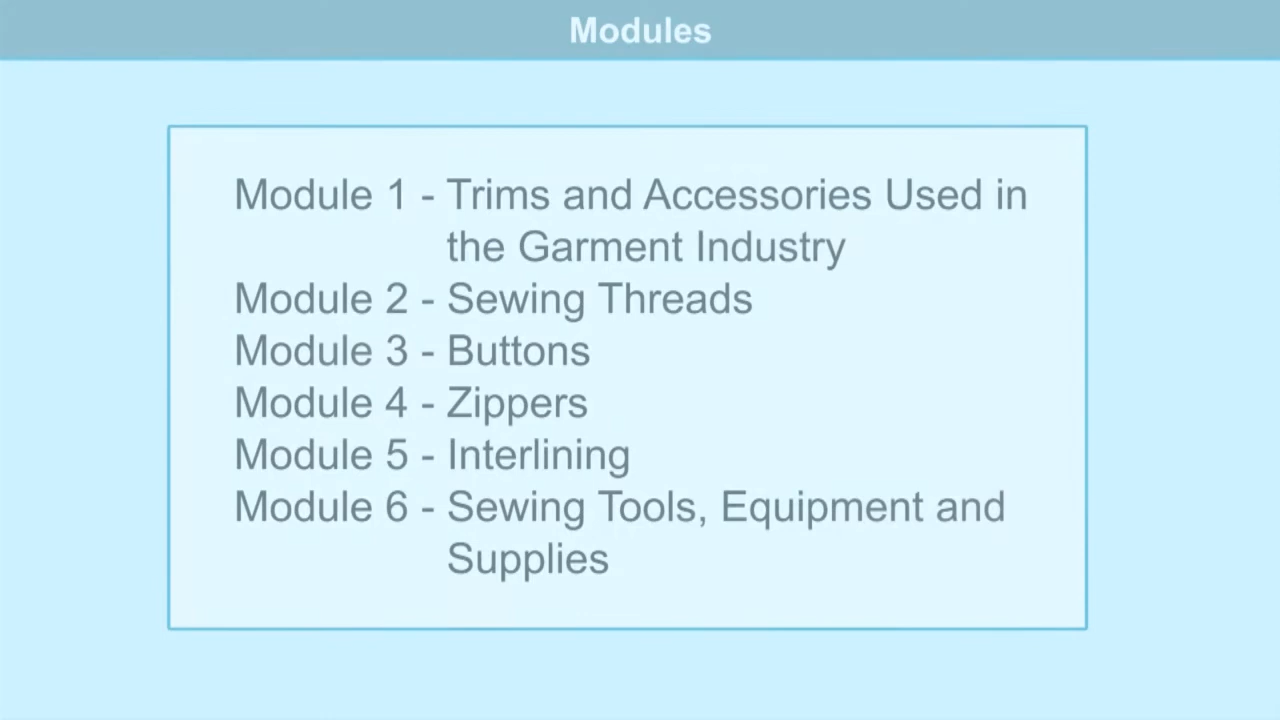 Modules
Module 1 - Trims and Accessories Used in
the Garment Industry
Module 2 - Sewing Threads
Module 3 - Buttons
Module 4 - Zippers
Module 5 - Interlining
Module 6 - Sewing Tools, Equipment and
Supplies